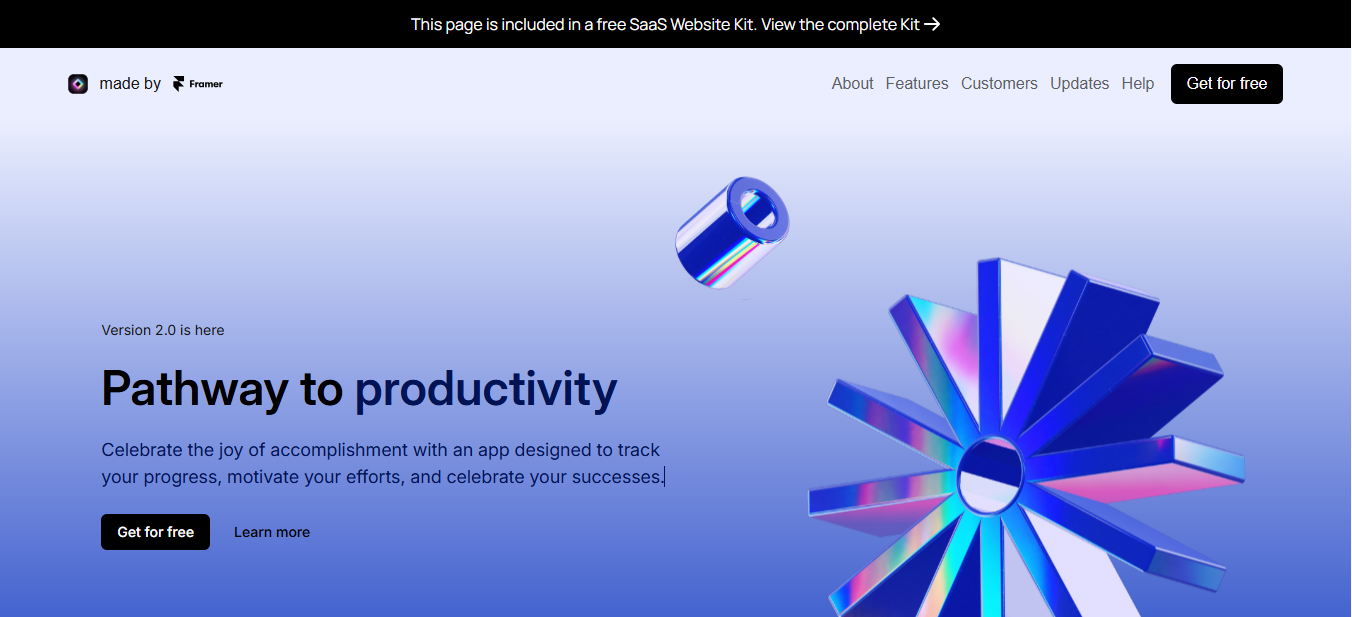 This page is included in a free SaaS Website Kit. View the complete Kit →
made by Framer
About Features Customers Updates Help Get for free
Version 2.0 is here
Pathway to productivity
Celebrate the joy of accomplishment with an app designed to track
your progress, motivate your efforts, and celebrate your successes.
Get for free Learn more